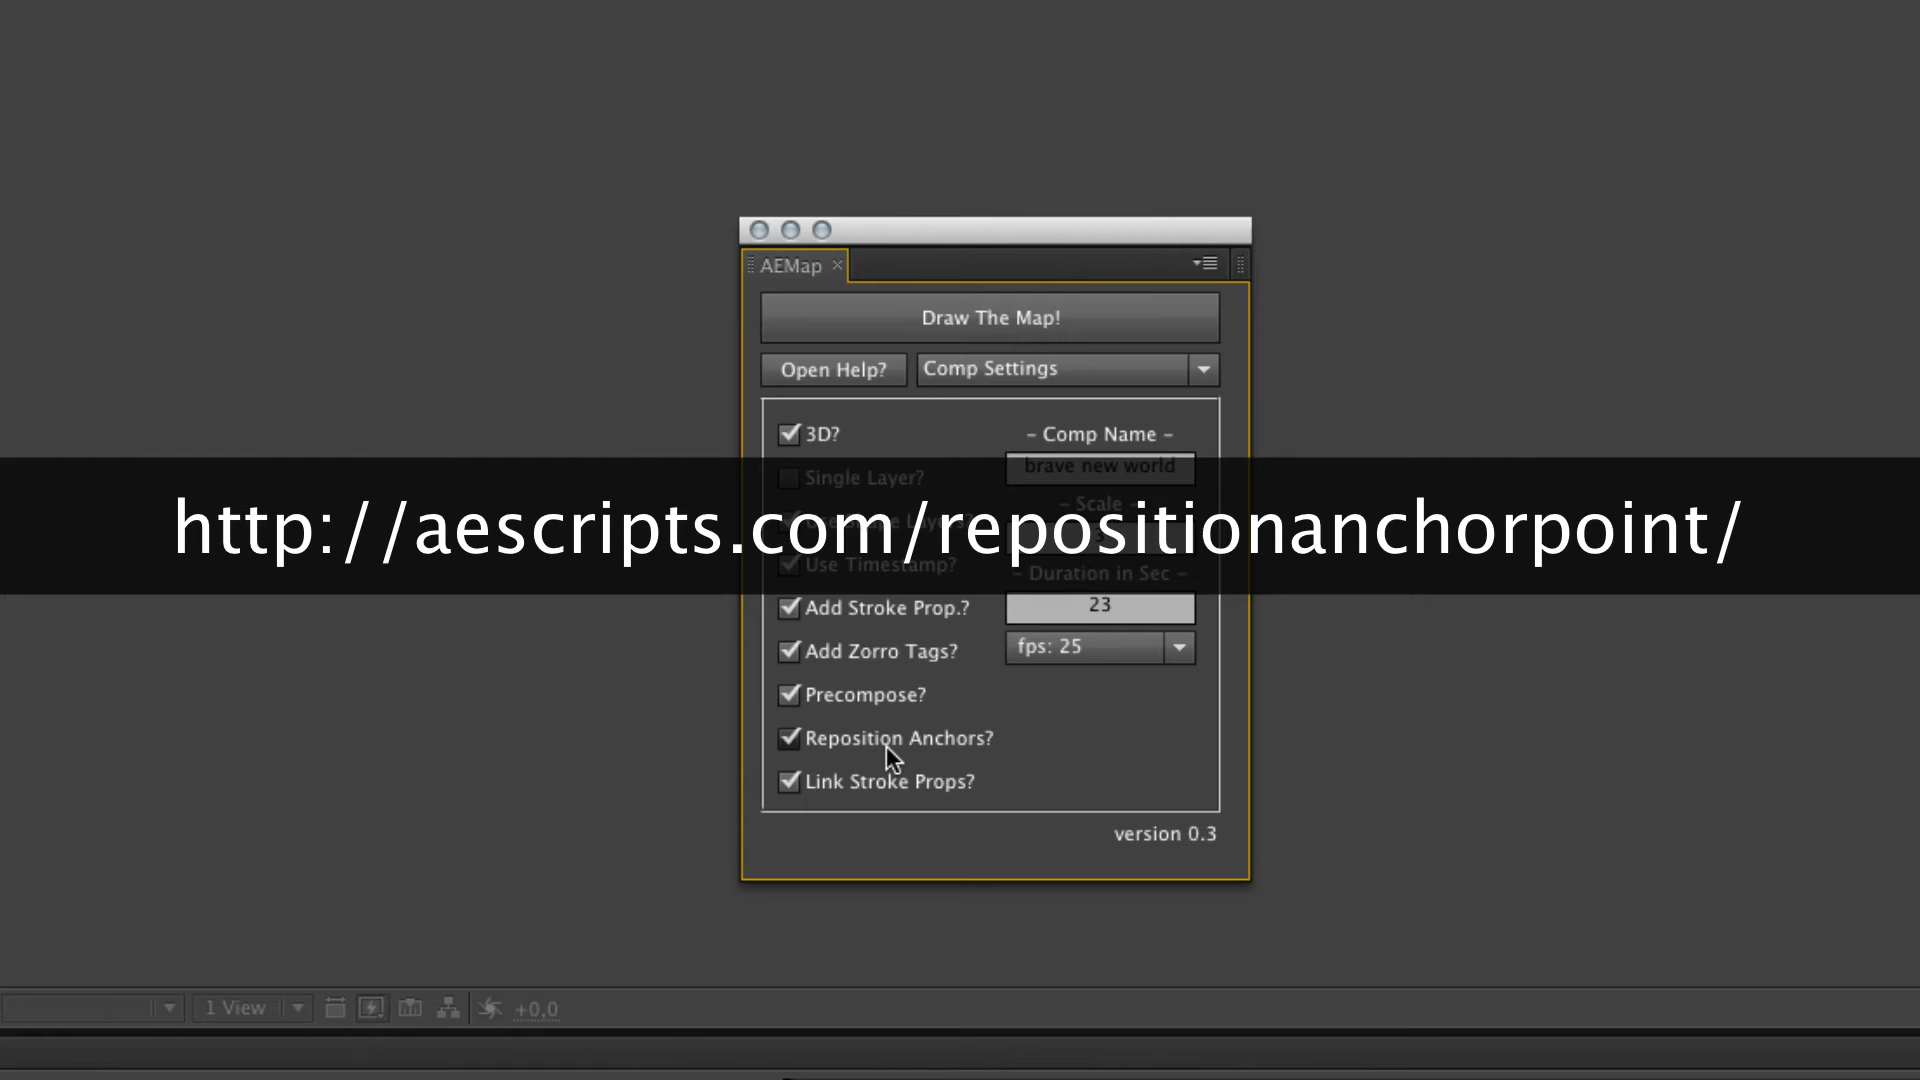 AEMap
Draw The Map!
Open Help?
Comp Settings
3D?
- Comp Name -
brave new world
Single Layer?
- Scale -
http://aescripts.com/repositionanchorpoint/
Use Timestamp?
- Duration in Sec -
Add Stroke Prop.?
23
Add Zorro Tags?
fps: 25
Precompose?
Reposition Anchors?
Link Stroke Props?
version 0.3
1 View
+0,0